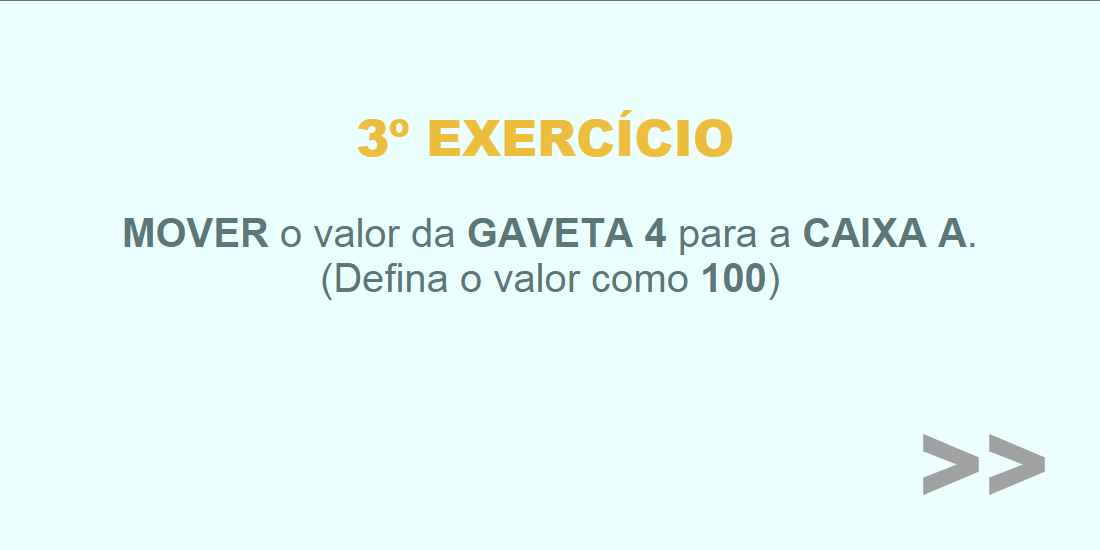 3º EXERCÍCIO
MOVER o valor da GAVETA 4 para a CAIXA A.
(Defina o valor como 100)
>>